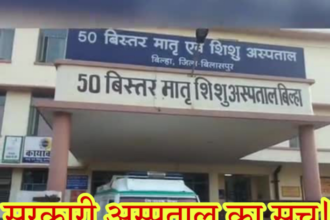 50 बिस्तर मातृ एवं शिशु अस्पताल
बिल्हा, जिला-बिलासपुर
50 बिस्तर मातृ शिशु अस्पताल बिल्हा
सरकारी अस्पताल का सच!